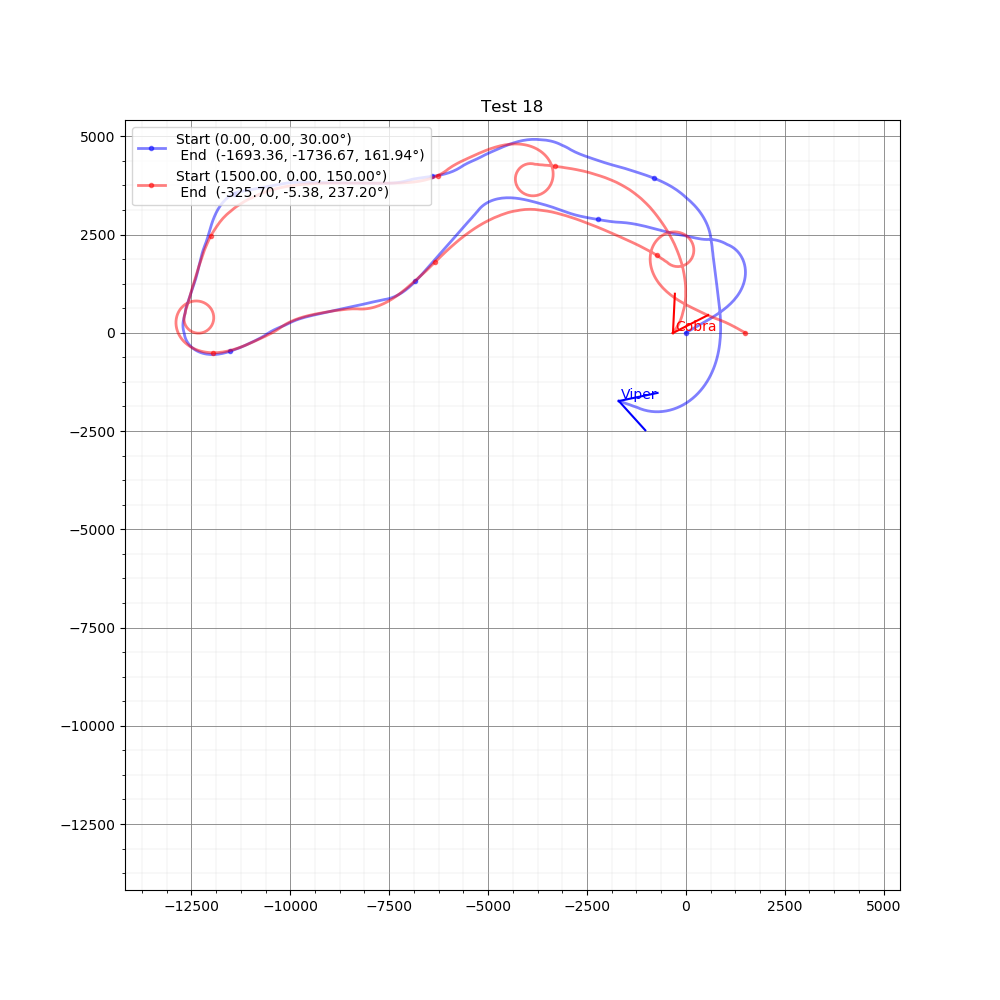 Test 18
Start (0.00, 0.00, 30.00°)
End (-1693.36, -1736.67, 161.94°)
Start (1500.00, 0.00, 150.00°)
End (-325.70, -5.38, 237.20°)
5000
2500
0
−2500
−5000
−7500
−10000
−12500
Cobra
Viper
−12500 −10000 −7500 −5000 −2500 0 2500 5000